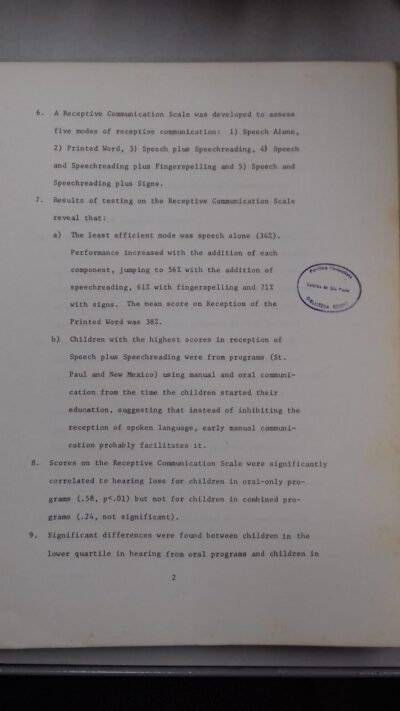 6. A Receptive Communication Scale was developed to assess
five modes of receptive communication: 1) Speech Alone,
2) Printed Word, 3) Speech plus Speechreading, 4) Speech
and Speechreading plus Fingerspelling and 5) Speech and
Speechreading plus Signs.
7. Results of testing on the Receptive Communication Scale
reveal that:
a) The least efficient mode was speech alone (34%).
Performance increased with the addition of each
component, jumping to 56% with the addition of
speechreading, 61% with fingerspelling and 71%
with signs. The mean score on Reception of the
Printed Word was 38%.
b) Children with the highest scores in reception of
Speech plus Speechreading were from programs (St.
Paul and New Mexico) using manual and oral communi-
cation from the time the children started their
education, suggesting that instead of inhibiting the
reception of spoken language, early manual communi-
cation probably facilitates it.
8. Scores on the Receptive Communication Scale were significantly
correlated to hearing loss for children in oral-only pro-
grams (.58, p<.01) but not for children in combined pro-
grams (.24, not significant).
9. Significant differences were found between children in the
lower quartile in hearing from oral programs and children in
2
Católica de São Paulo